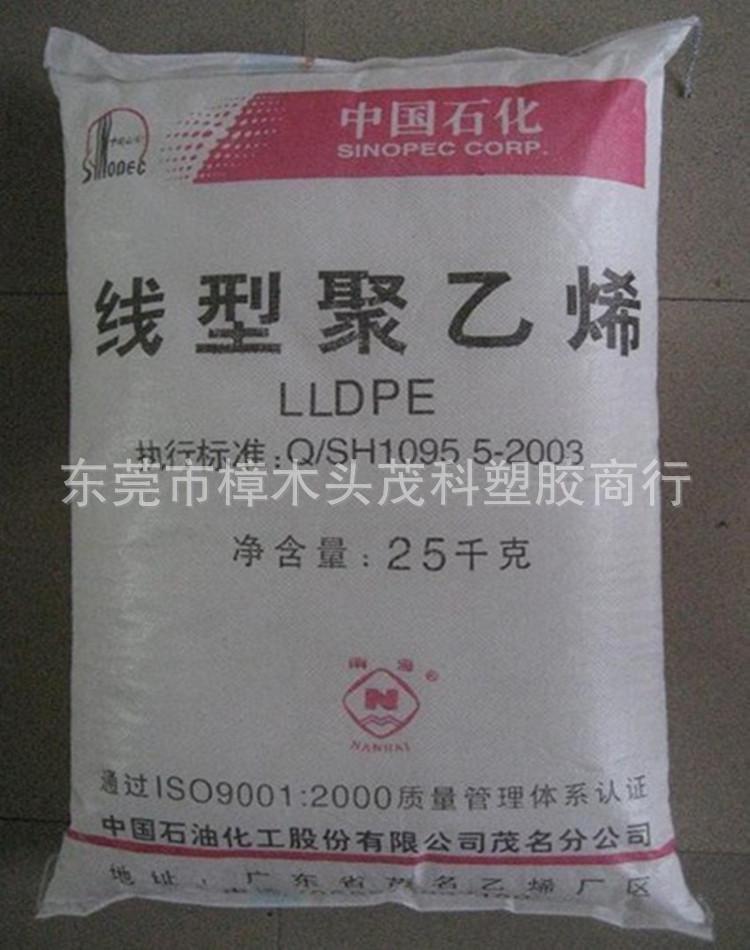 中国石化
SINOPEC CORP.
SINOPEC
线型聚乙烯
LLDPE
执行标准:Q/SH1095 5-2003
东莞市樟木头茂科塑胶商行
净含量:25千克
南海®
N
NANHAI
通过ISO9001:2000质量管理体系认证
中国石油化工股份有限公司茂名分公司
地址:广东省茂名乙烯厂区